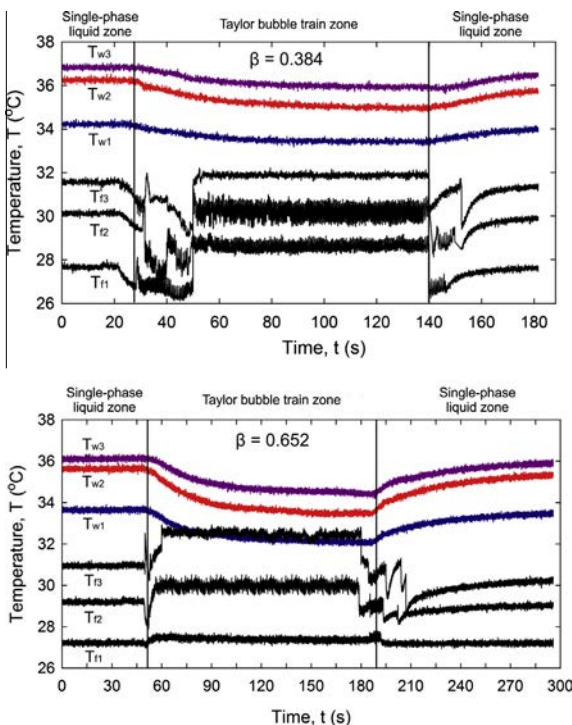 Single-phase liquid zone
Taylor bubble train zone
Single-phase liquid zone
38
36
34
32
30
28
26
Temperature, T (°C)
β = 0.384
Tw3
Tw2
Tw1
Tf3
Tf2
Tf1
0 20 40 60 80 100 120 140 160 180
Time, t (s)
Single-phase liquid zone
Taylor bubble train zone
Single-phase liquid zone
38
36
34
32
30
28
26
Temperature, T (°C)
β = 0.652
Tw3
Tw2
Tw1
Tf3
Tf2
Tf1
0 30 60 90 120 150 180 210 240 270 300
Time, t (s)